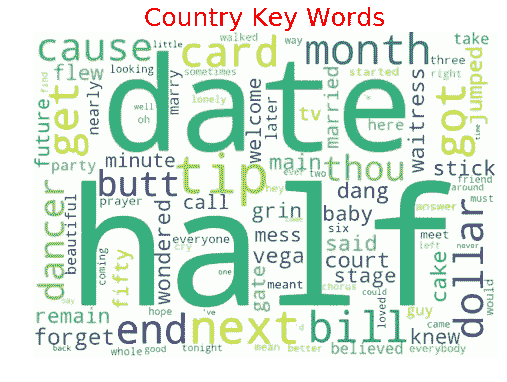 Country Key Words
cause little walked way month take
card
flew looking sometimes started three right
date
get future nearly marry lonely tv married here got jumped
find well oh welcome later
party minute tip main thou waitress stick
butt they ever two friend
dancer beautiful prayer call grin dang answer around
half
wondered mess baby six meet must
everyone vega said court left never
coming cry gate stage cake dollar
fifty one meant chorus could guy would
remain hope 've 'd loved came
forget end next bill knew
say believed everybody
back whole good tonight mean better
time come